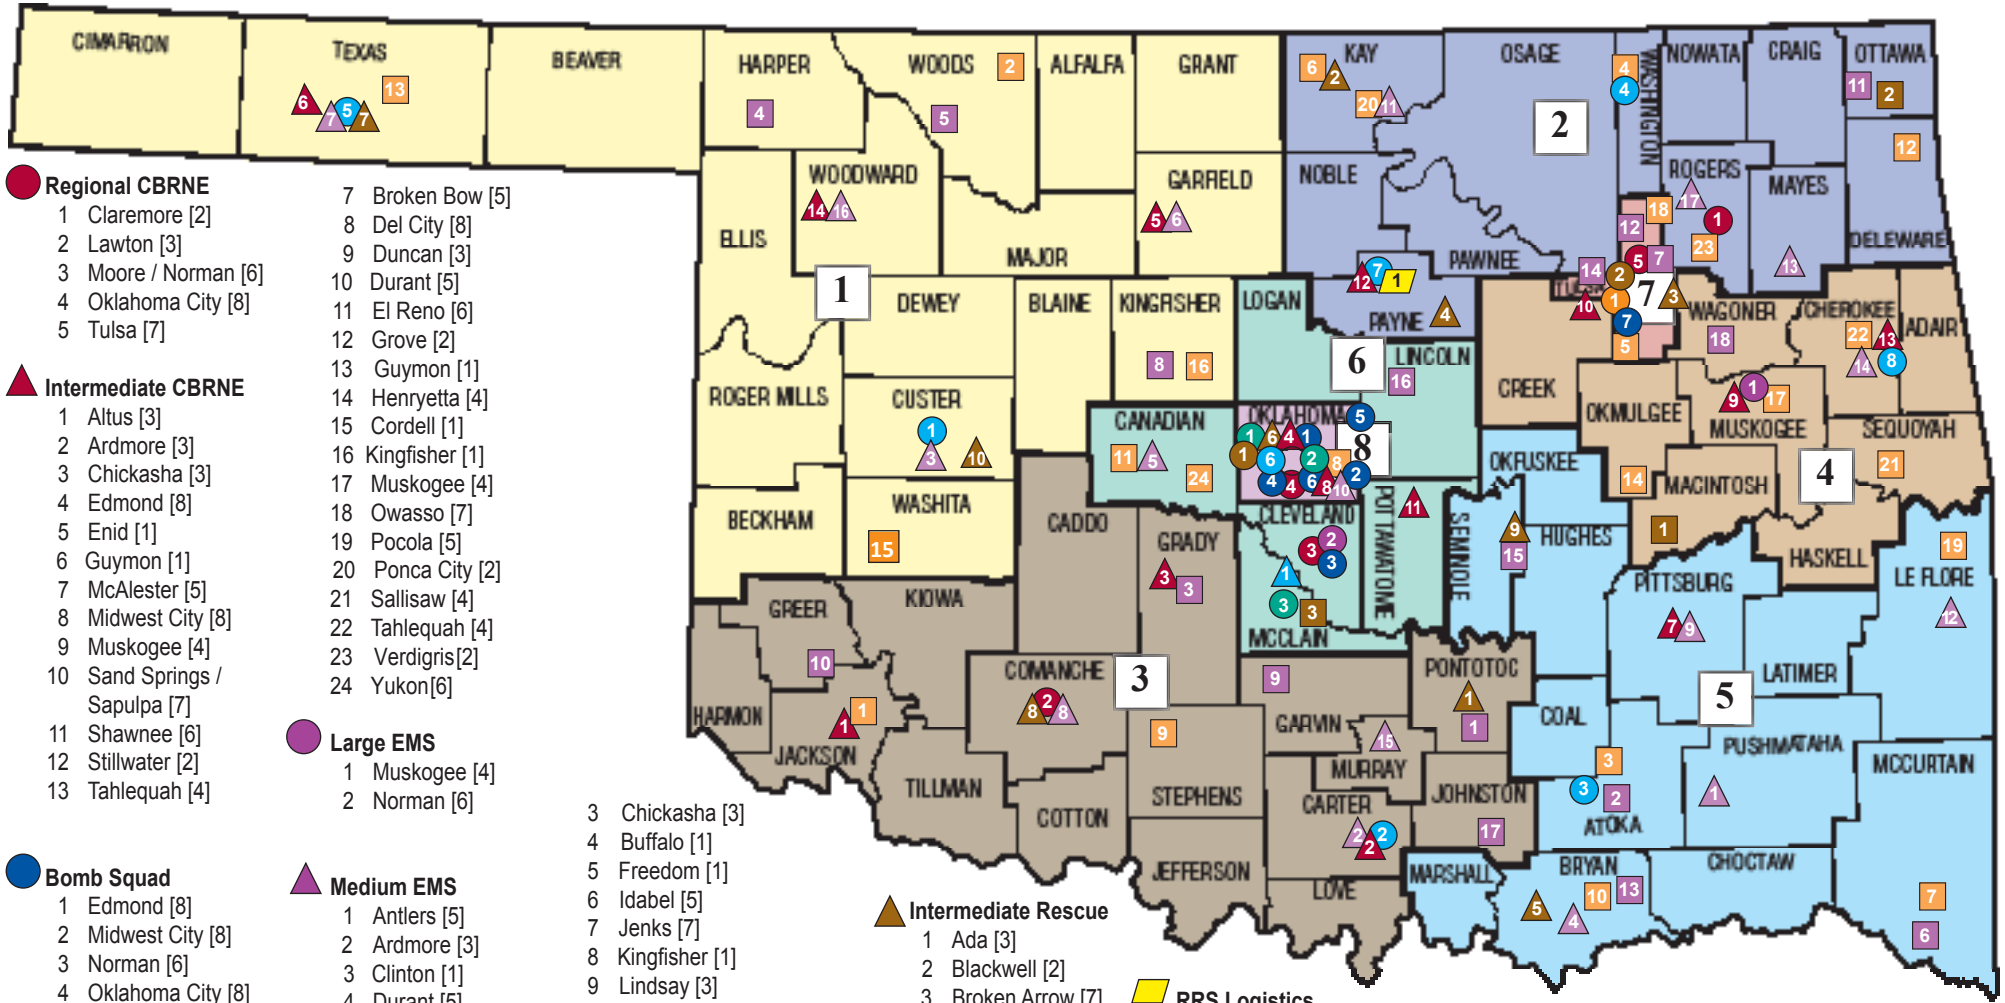 CIMARRON
TEXAS
BEAVER
HARPER
WOODS
ALFALFA
GRANT
KAY
OSAGE
WASHINGTON
NOWATA
CRAIG
OTTAWA
WOODWARD
GARFIELD
NOBLE
ROGERS
MAYES
DELEWARE
ELLIS
MAJOR
PAWNEE
DEWEY
BLAINE
KINGFISHER
LOGAN
PAYNE
WAGONER
CHEROKEE
ADAIR
LINCOLN
CREEK
ROGER MILLS
CUSTER
CANADIAN
OKLAHOMA
OKMULGEE
MUSKOGEE
SEQUOYAH
OKFUSKEE
MACINTOSH
BECKHAM
WASHITA
CADDO
GRADY
CLEVELAND
POTTAWATOME
SEMINOLE
HUGHES
HASKELL
PITTSBURG
LE FLORE
GREER
KIOWA
MCCLAIN
COMANCHE
PONTOTOC
LATIMER
HARMON
JACKSON
GARVIN
COAL
PUSHMATAHA
MCCURTAIN
TILLMAN
COTTON
STEPHENS
MURRAY
CARTER
JOHNSTON
ATOKA
JEFFERSON
LOVE
MARSHALL
BRYAN
CHOCTAW
1
2
3
4
5
6
7
8
Regional CBRNE
1 Claremore [2]
2 Lawton [3]
3 Moore / Norman [6]
4 Oklahoma City [8]
5 Tulsa [7]
Intermediate CBRNE
1 Altus [3]
2 Ardmore [3]
3 Chickasha [3]
4 Edmond [8]
5 Enid [1]
6 Guymon [1]
7 McAlester [5]
8 Midwest City [8]
9 Muskogee [4]
10 Sand Springs /
Sapulpa [7]
11 Shawnee [6]
12 Stillwater [2]
13 Tahlequah [4]
Bomb Squad
1 Edmond [8]
2 Midwest City [8]
3 Norman [6]
4 Oklahoma City [8]
7 Broken Bow [5]
8 Del City [8]
9 Duncan [3]
10 Durant [5]
11 El Reno [6]
12 Grove [2]
13 Guymon [1]
14 Henryetta [4]
15 Cordell [1]
16 Kingfisher [1]
17 Muskogee [4]
18 Owasso [7]
19 Pocola [5]
20 Ponca City [2]
21 Sallisaw [4]
22 Tahlequah [4]
23 Verdigris[2]
24 Yukon[6]
Large EMS
1 Muskogee [4]
2 Norman [6]
Medium EMS
1 Antlers [5]
2 Ardmore [3]
3 Clinton [1]
4 Durant [5]
3 Chickasha [3]
4 Buffalo [1]
5 Freedom [1]
6 Idabel [5]
7 Jenks [7]
8 Kingfisher [1]
9 Lindsay [3]
Intermediate Rescue
1 Ada [3]
2 Blackwell [2]
3 Broken Arrow [7]
RRS Logistics